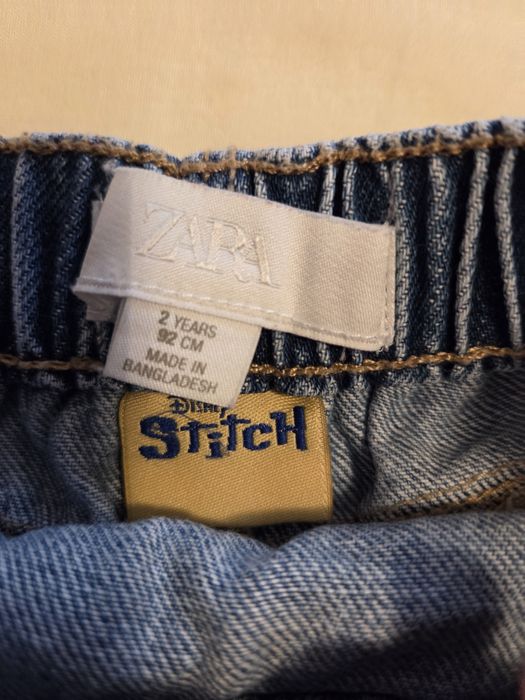 ZARA
2 YEARS
92 CM
MADE IN
BANGLADESH
DISNEY
STITCH